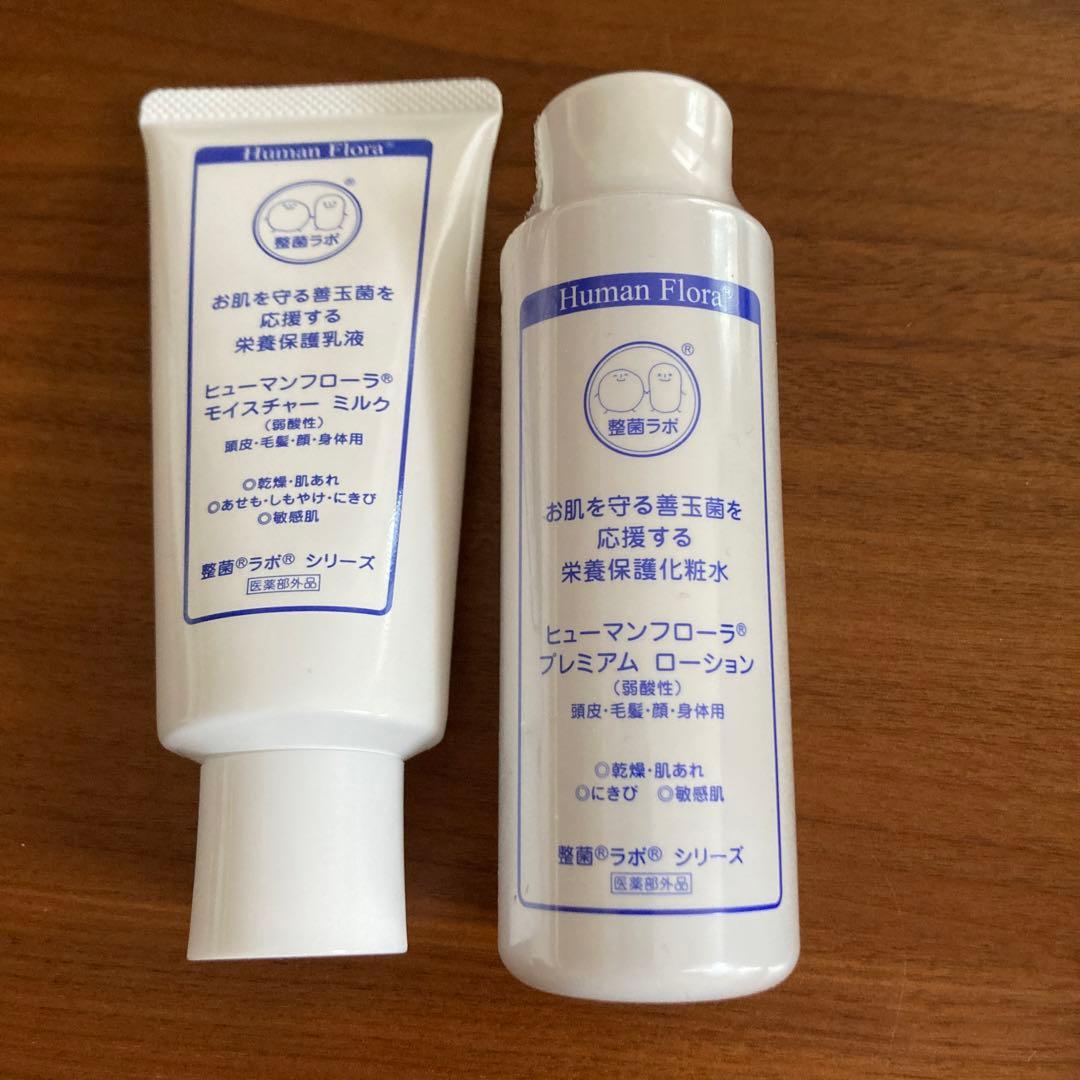 Human Flora®
®
整菌ラボ
お肌を守る善玉菌を
応援する
栄養保護乳液
ヒューマンフローラ®
モイスチャー ミルク
(弱酸性)
頭皮・毛髪・顔・身体用
◎乾燥・肌あれ
◎あせも・しもやけ・にきび
◎敏感肌
整菌®ラボ® シリーズ
医薬部外品
Human Flora®
®
整菌ラボ
お肌を守る善玉菌を
応援する
栄養保護化粧水
ヒューマンフローラ®
プレミアム ローション
(弱酸性)
頭皮・毛髪・顔・身体用
◎乾燥・肌あれ
◎にきび ◎敏感肌
整菌®ラボ® シリーズ
医薬部外品